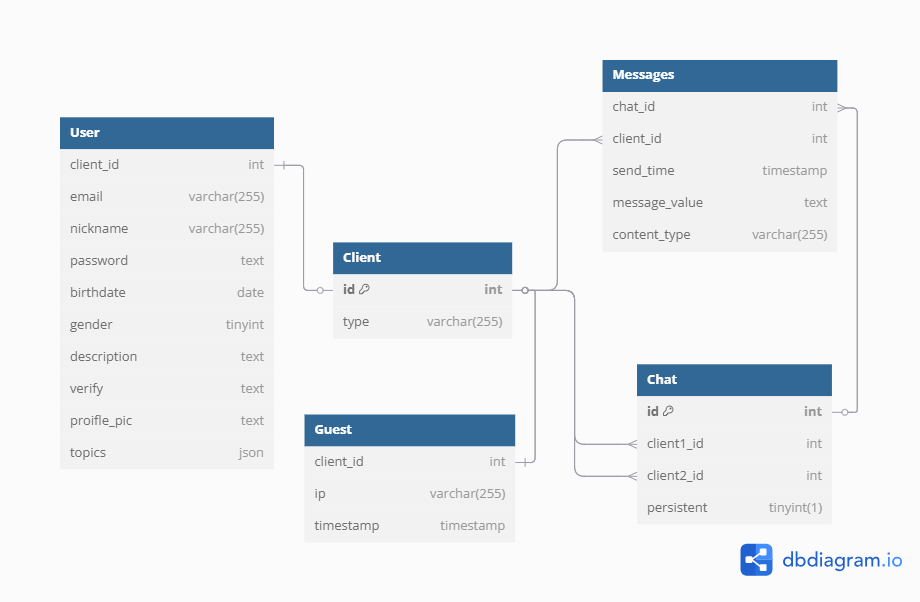 User
client_id int
email varchar(255)
nickname varchar(255)
password text
birthdate date
gender tinyint
description text
verify text
proifle_pic text
topics json
Client
id int
type varchar(255)
Guest
client_id int
ip varchar(255)
timestamp timestamp
Messages
chat_id int
client_id int
send_time timestamp
message_value text
content_type varchar(255)
Chat
id int
client1_id int
client2_id int
persistent tinyint(1)
dbdiagram.io